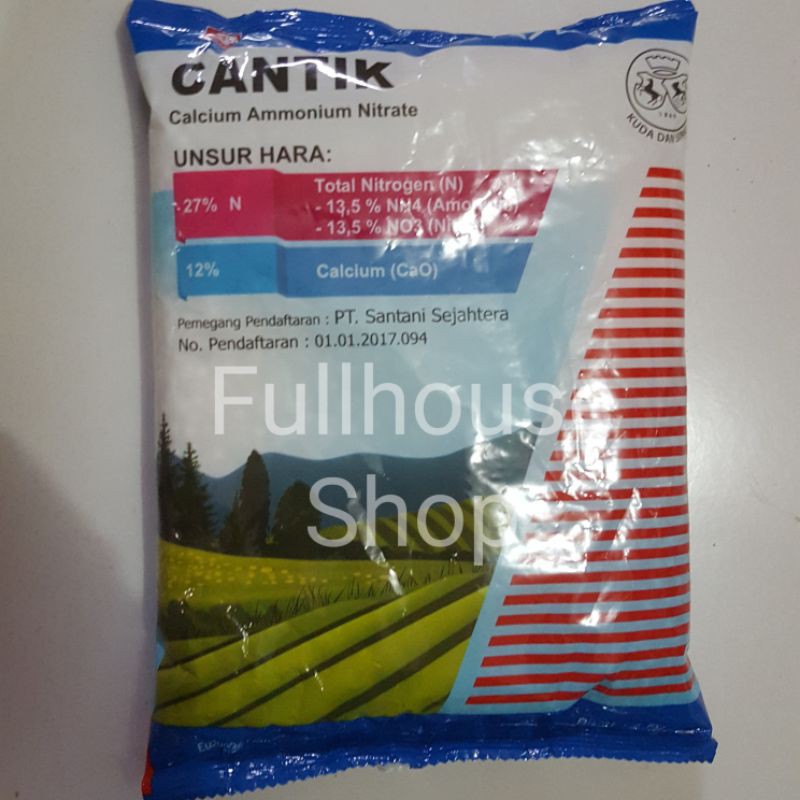 CANTIK
Calcium Ammonium Nitrate
1840
KUDA DAN
UNSUR HARA:
27% N
Total Nitrogen (N)
- 13,5 % NH4
- 13,5 % NO3
12%
Calcium (CaO)
Pemegang Pendaftaran : PT. Santani Sejahtera
No. Pendaftaran : 01.01.2017.094
Fullhouse
Shop